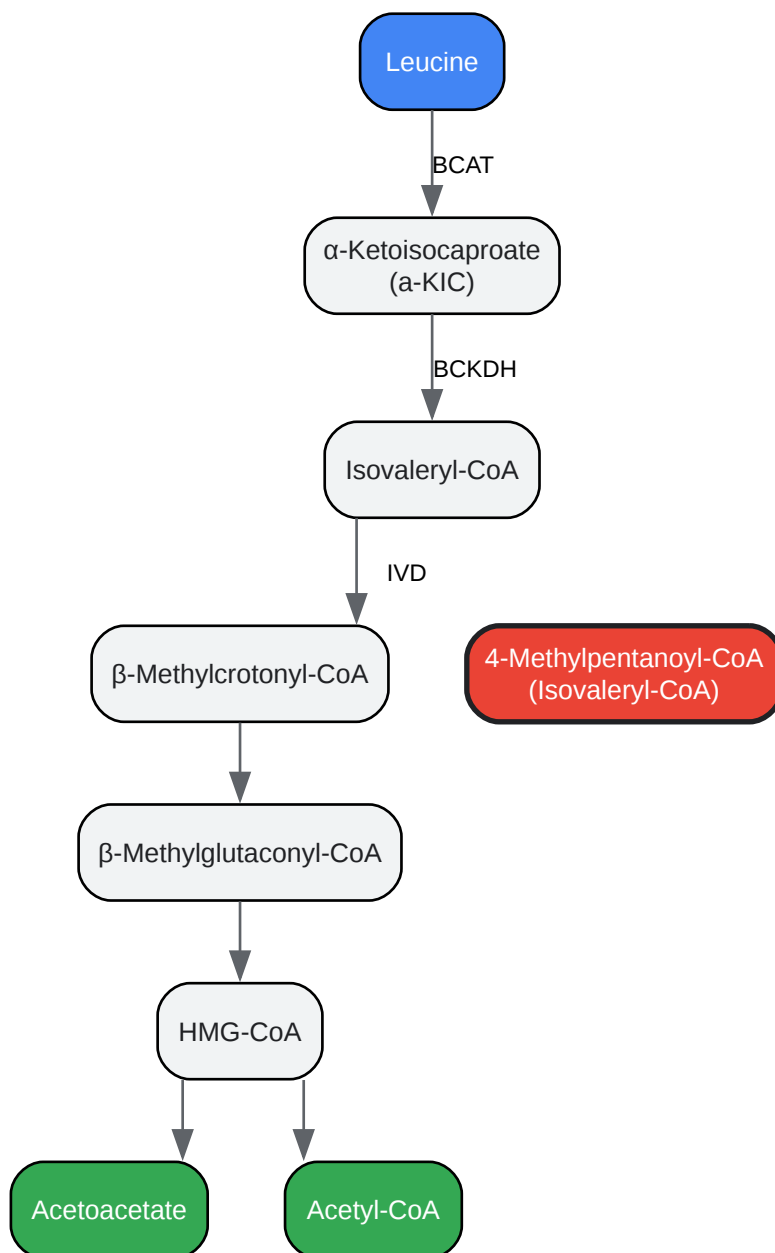 Leucine
BCAT
α-Ketoisocaproate
(a-KIC)
BCKDH
Isovaleryl-CoA
IVD
β-Methylcrotonyl-CoA
4-Methylpentanoyl-CoA
(Isovaleryl-CoA)
β-Methylglutaconyl-CoA
HMG-CoA
Acetoacetate
Acetyl-CoA